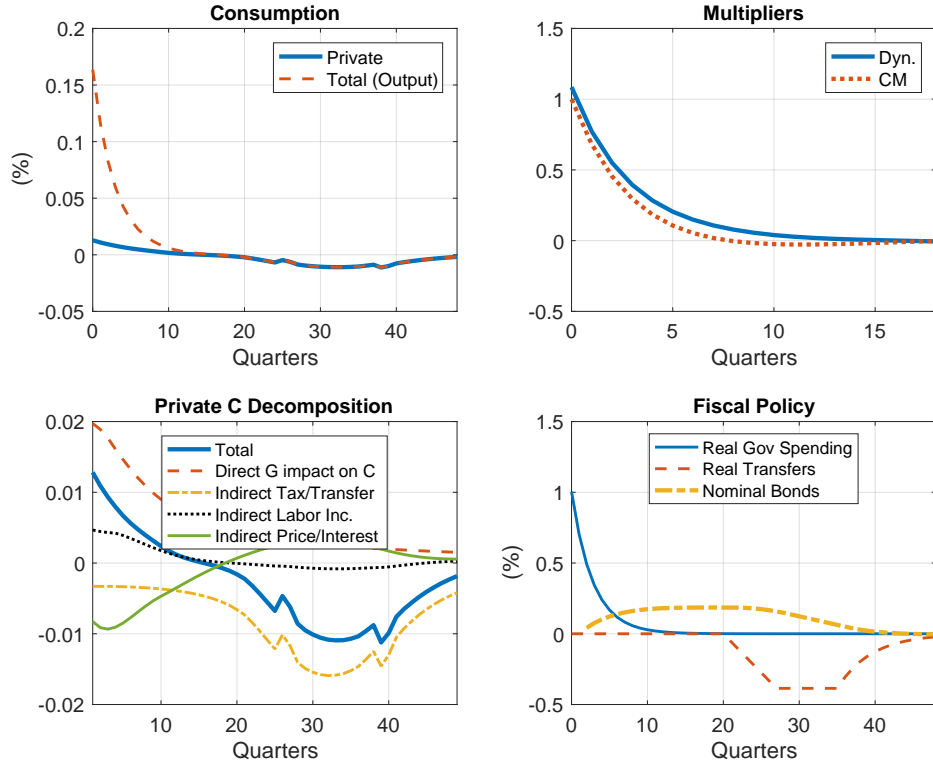 Consumption
0.2
0.15
0.1
0.05
0
-0.05
(%)
Private
Total (Output)
0 10 20 30 40
Quarters
Multipliers
1.5
1
0.5
0
-0.5
Dyn.
CM
0 5 10 15
Quarters
Private C Decomposition
0.02
0.01
0
-0.01
-0.02
Total
Direct G impact on C
Indirect Tax/Transfer
Indirect Labor Inc.
Indirect Price/Interest
10 20 30 40
Quarters
Fiscal Policy
1.5
1
0.5
0
-0.5
(%)
Real Gov Spending
Real Transfers
Nominal Bonds
0 10 20 30 40
Quarters